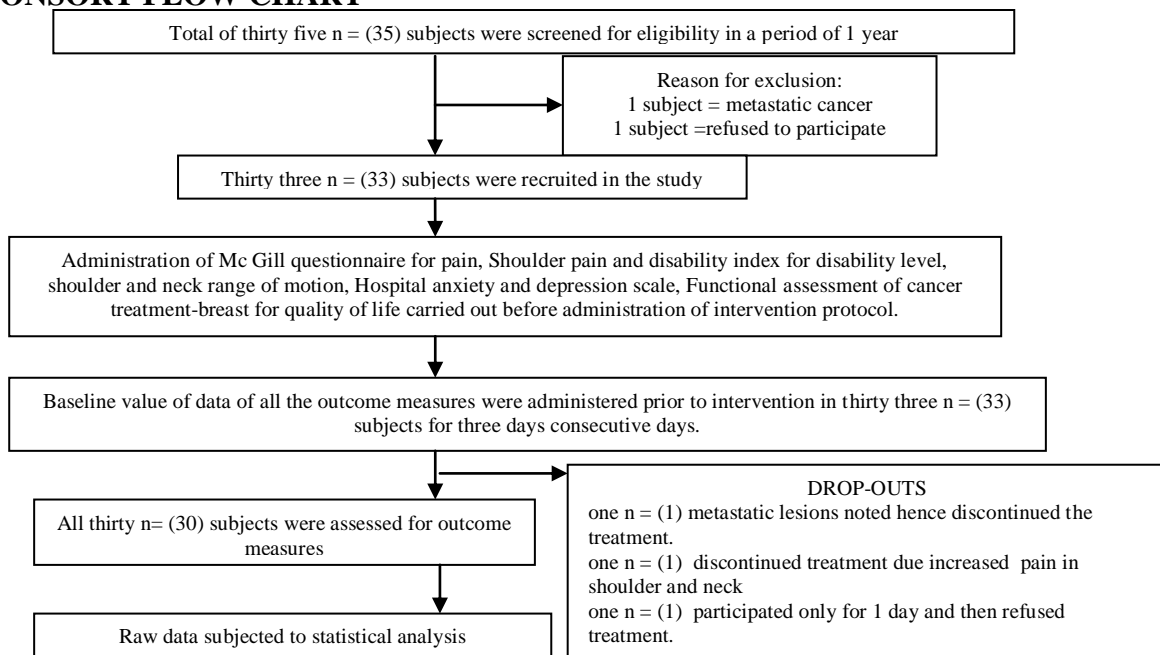 ONSORT FLOW CHART
Total of thirty five n = (35) subjects were screened for eligibility in a period of 1 year
Reason for exclusion:
1 subject = metastatic cancer
1 subject =refused to participate
Thirty three n = (33) subjects were recruited in the study
Administration of Mc Gill questionnaire for pain, Shoulder pain and disability index for disability level,
shoulder and neck range of motion, Hospital anxiety and depression scale, Functional assessment of cancer
treatment-breast for quality of life carried out before administration of intervention protocol.
Baseline value of data of all the outcome measures were administered prior to intervention in thirty three n = (33)
subjects for three days consecutive days.
All thirty n= (30) subjects were assessed for outcome
measures
DROP-OUTS
one n = (1) metastatic lesions noted hence discontinued the
treatment.
one n = (1) discontinued treatment due increased pain in
shoulder and neck
one n = (1) participated only for 1 day and then refused
treatment.
Raw data subjected to statistical analysis